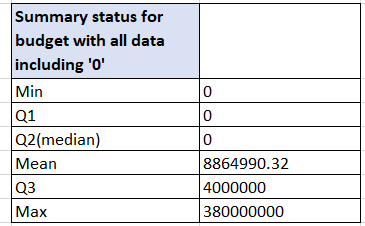 Summary status for
budget with all data
including '0'
Min 0
Q1 0
Q2(median) 0
Mean 8864990.32
Q3 4000000
Max 380000000